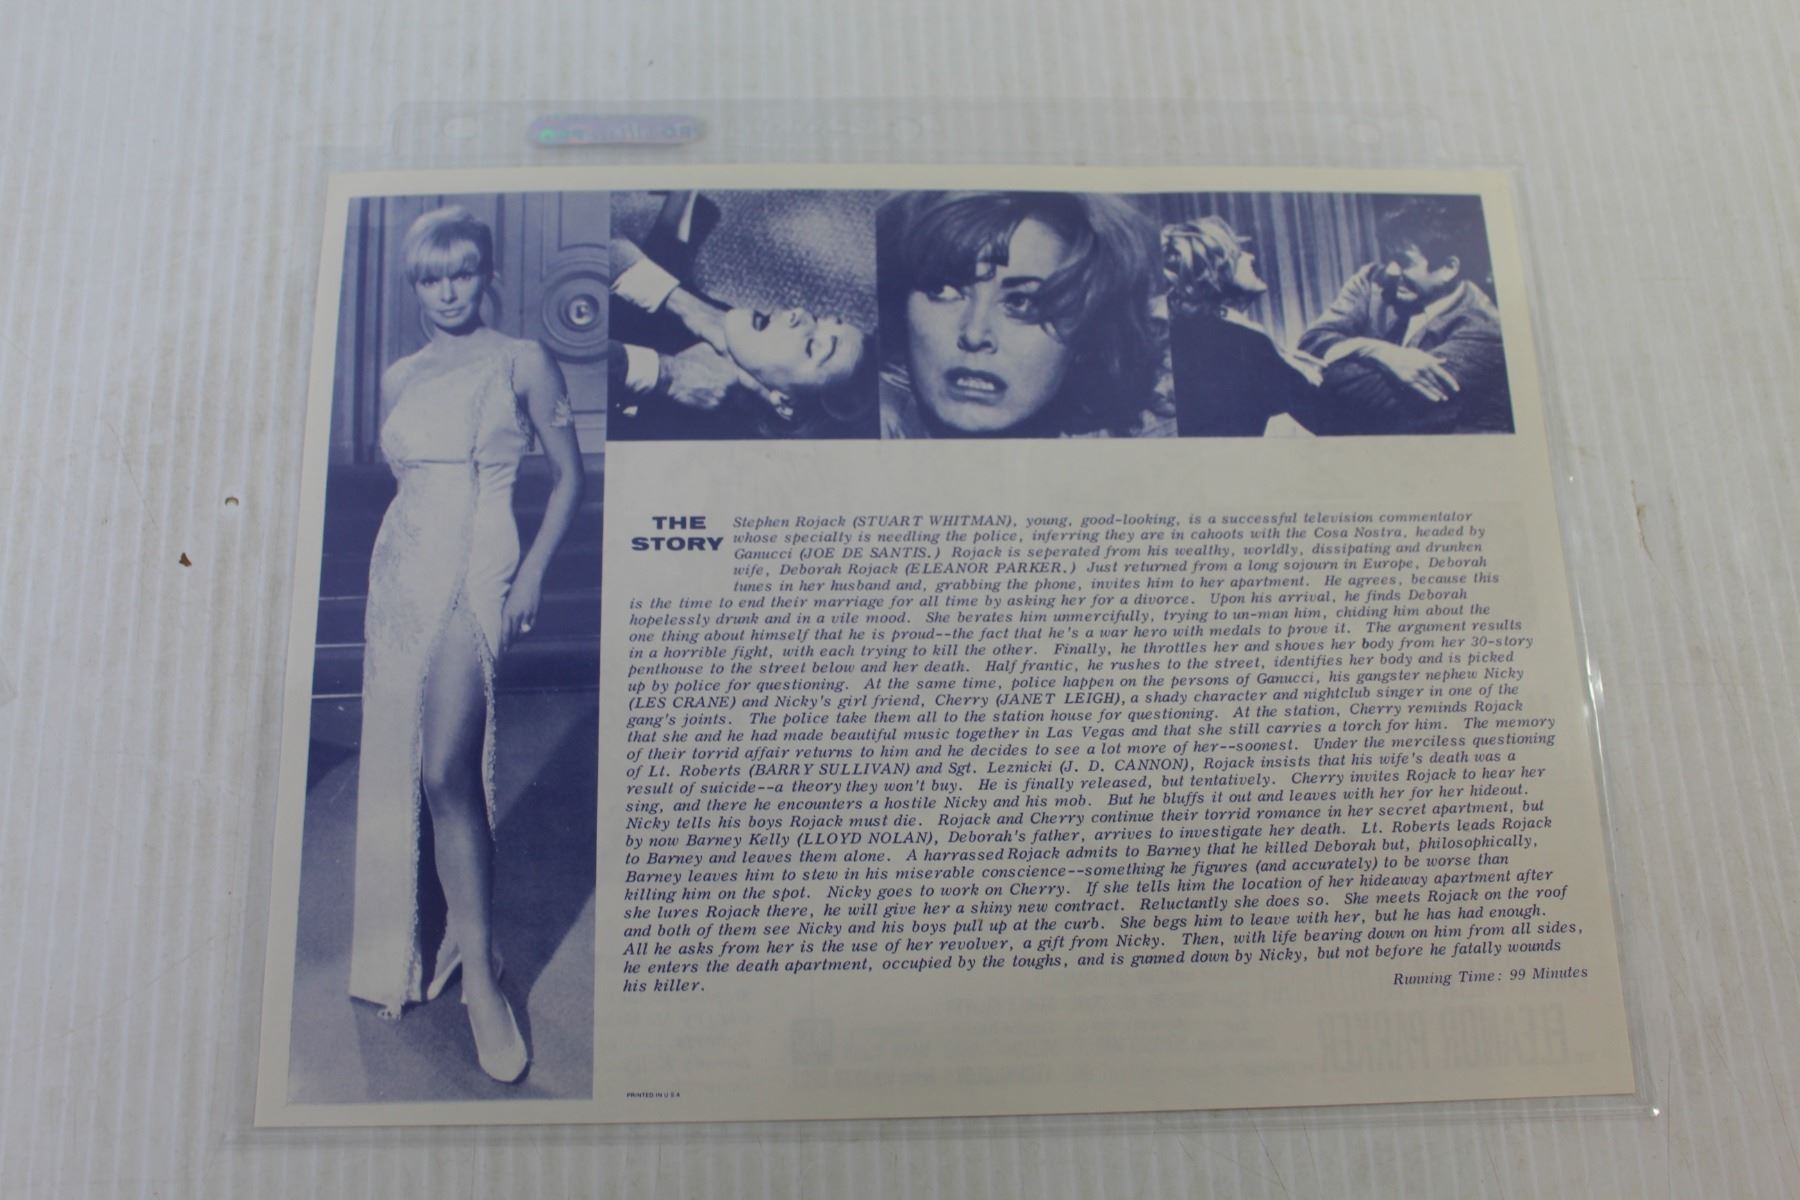 THE
STORY
Stephen Rojack (STUART WHITMAN), young, good-looking, is a successful television commentator
whose specialty is needling the police, inferring they are in cahoots with the Cosa Nostra, headed by
Ganucci (JOE DE SANTIS.) Rojack is seperated from his wealthy, worldly, dissipating and drunken
wife, Deborah Rojack (ELEANOR PARKER.) Just returned from a long sojourn in Europe, Deborah
tunes in her husband and, grabbing the phone, invites him to her apartment. He agrees, because this
is the time to end their marriage for all time by asking her for a divorce. Upon his arrival, he finds Deborah
hopelessly drunk and in a vile mood. She berates him unmercifully, trying to un-man him, chiding him about the
one thing about himself that he is proud--the fact that he's a war hero with medals to prove it. The argument results
in a horrible fight, with each trying to kill the other. Finally, he throttles her and shoves her body from her 30-story
penthouse to the street below and her death. Half frantic, he rushes to the street, identifies her body and is picked
up by police for questioning. At the same time, police happen on the persons of Ganucci, his gangster nephew Nicky
(LES CRANE) and Nicky's girl friend, Cherry (JANET LEIGH), a shady character and nightclub singer in one of the
gang's joints. The police take them all to the station house for questioning. At the station, Cherry reminds Rojack
that she and he had made beautiful music together in Las Vegas and that she still carries a torch for him. The memory
of their torrid affair returns to him and he decides to see a lot more of her--soonest. Under the merciless questioning
of Lt. Roberts (BARRY SULLIVAN) and Sgt. Leznicki (J. D. CANNON), Rojack insists that his wife's death was a
result of suicide--a theory they won't buy. He is finally released, but tentatively. Cherry invites Rojack to hear her
sing, and there he encounters a hostile Nicky and his mob. But he bluffs it out and leaves with her for her hideout.
Nicky tells his boys Rojack must die. Rojack and Cherry continue their torrid romance in her secret apartment, but
by now Barney Kelly (LLOYD NOLAN), Deborah's father, arrives to investigate her death. Lt. Roberts leads Rojack
to Barney and leaves them alone. A harrassed Rojack admits to Barney that he killed Deborah but, philosophically,
Barney leaves him to stew in his miserable conscience--something he figures (and accurately) to be worse than
killing him on the spot. Nicky goes to work on Cherry. If she tells him the location of her hideaway apartment after
she lures Rojack there, he will give her a shiny new contract. Reluctantly she does so. She meets Rojack on the roof
and both of them see Nicky and his boys pull up at the curb. She begs him to leave with her, but he has had enough.
All he asks from her is the use of her revolver, a gift from Nicky. Then, with life bearing down on him from all sides,
he enters the death apartment, occupied by the toughs, and is gunned down by Nicky, but not before he fatally wounds
his killer.
Running Time: 99 Minutes
PRINTED IN U S A
ELEANOR PARKER